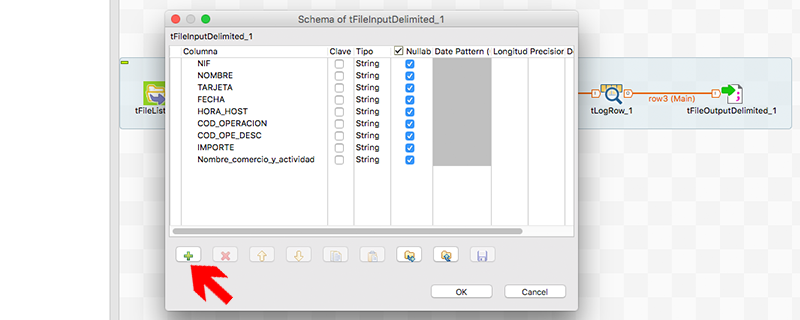 Schema of tFileInputDelimited_1
tFileInputDelimited_1
Columna Clave Tipo Nullab Date Pattern ( Longitud Precision D
NIF String
NOMBRE String
TARJETA String
FECHA String
HORA_HOST String
COD_OPERACION String
COD_OPE_DESC String
IMPORTE String
Nombre_comercio_y_actividad String
tFileList
row3 (Main)
tLogRow_1
tFileOutputDelimited_1
OK Cancel